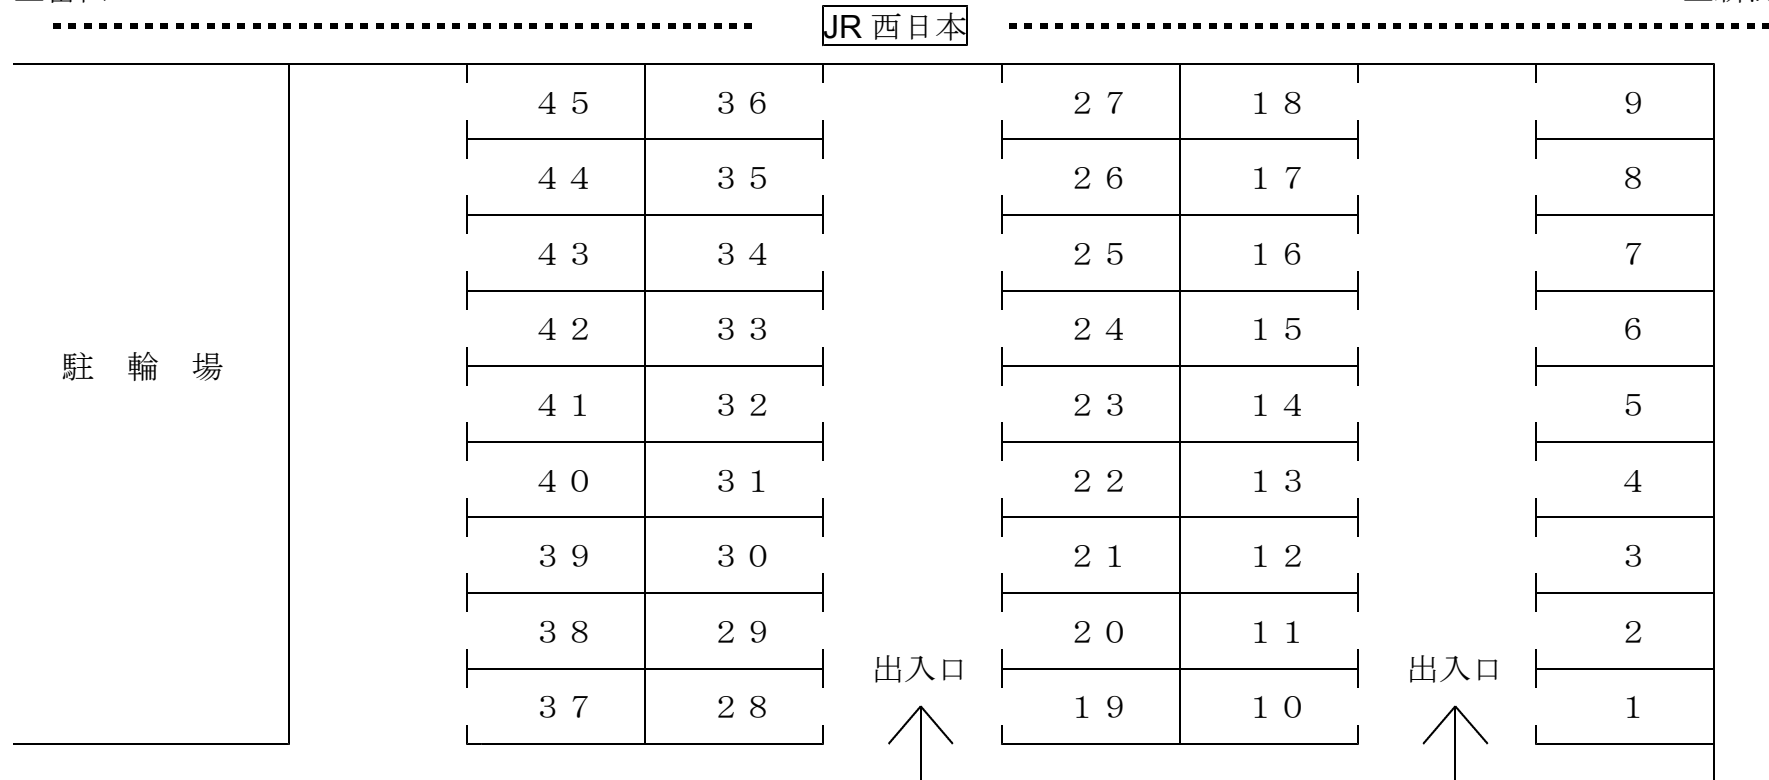 JR 西日本
４５ ３６ ２７ １８ ９
４４ ３５ ２６ １７ ８
４３ ３４ ２５ １６ ７
４２ ３３ ２４ １５ ６
駐 輪 場
４１ ３２ ２３ １４ ５
４０ ３１ ２２ １３ ４
３９ ３０ ２１ １２ ３
３８ ２９ ２０ １１ ２
出入口 出入口
３７ ２８ １９ １０ １